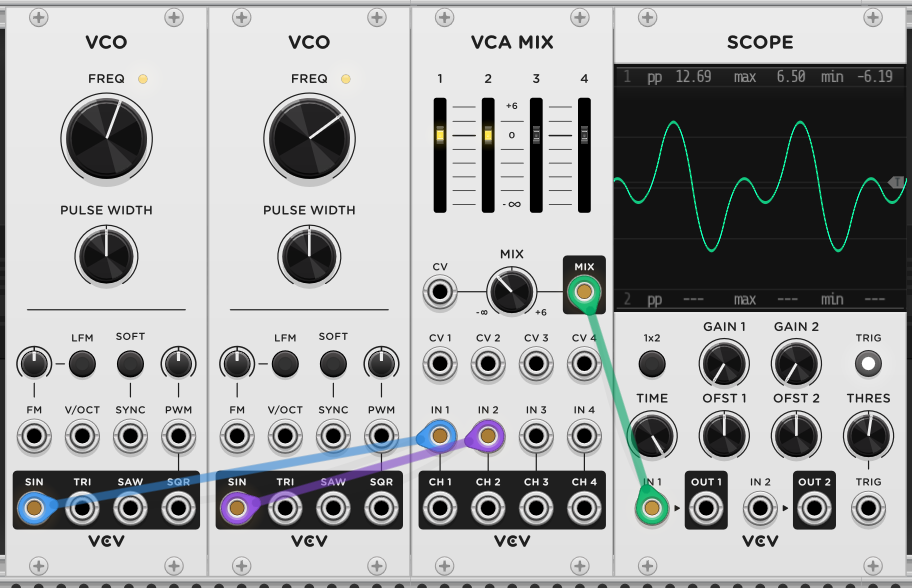 VCO
FREQ
PULSE WIDTH
LFM
SOFT
FM
V/OCT
SYNC
PWM
SIN
TRI
SAW
SQR
VCV
VCO
FREQ
PULSE WIDTH
LFM
SOFT
FM
V/OCT
SYNC
PWM
SIN
TRI
SAW
SQR
VCA MIX
1 2 3 4
+6
0
-∞
MIX
CV
MIX
-∞ +6
CV 1 CV 2 CV 3 CV 4
IN 1 IN 2 IN 3 IN 4
CH 1 CH 2 CH 3 CH 4
VCV
SCOPE
1 pp 12.69 max 6.50 min -6.19
T
2 pp --- max --- min ---
1x2 GAIN 1 GAIN 2 TRIG
TIME OFST 1 OFST 2 THRES
IN 1 OUT 1 IN 2 OUT 2 TRIG
VCV